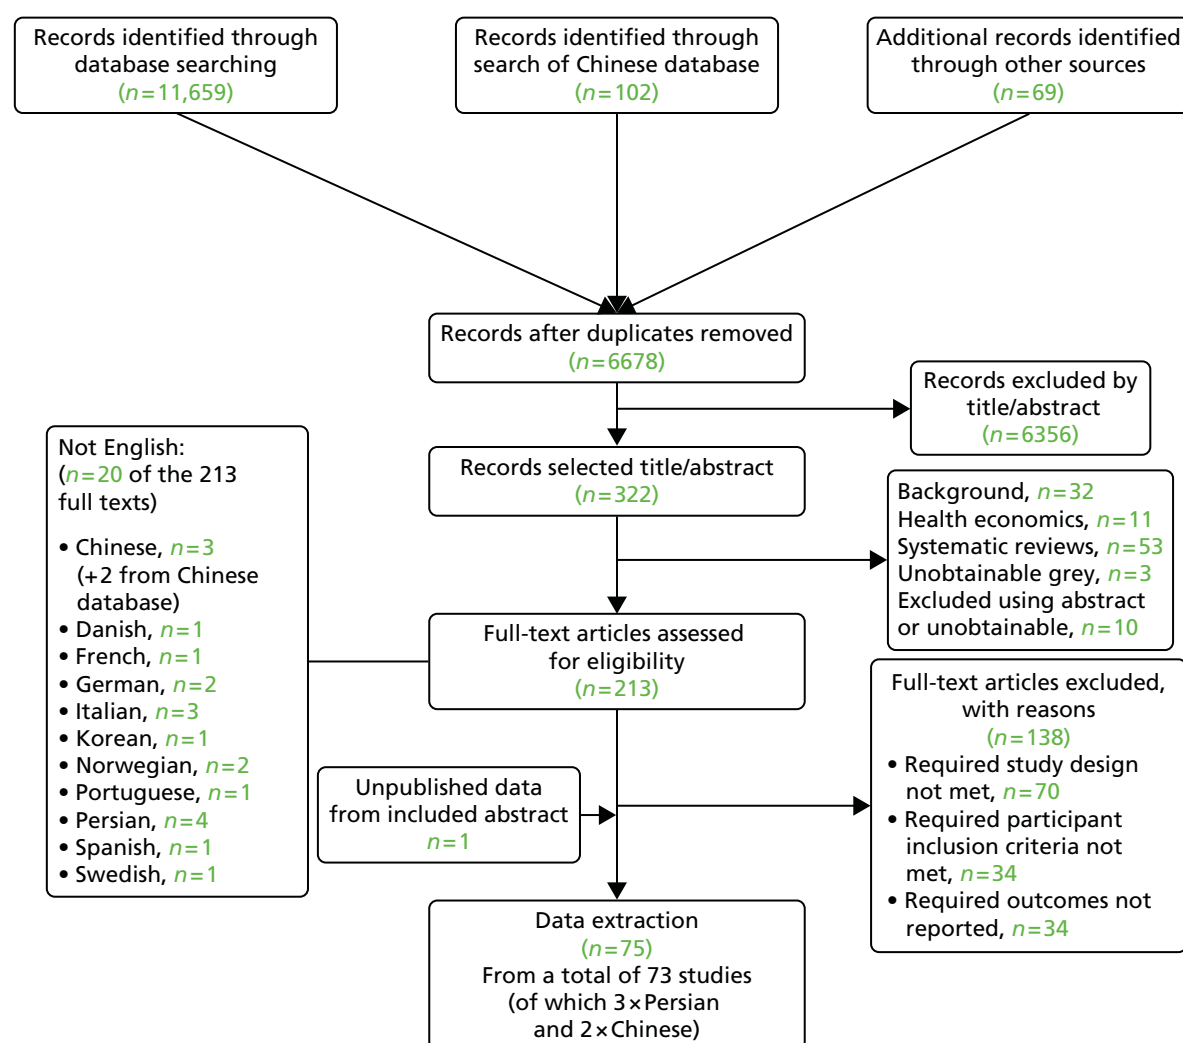 Records identified through
database searching
(n=11,659)
Records identified through
search of Chinese database
(n=102)
Additional records identified
through other sources
(n=69)
Records after duplicates removed
(n=6678)
Records excluded by
title/abstract
(n=6356)
Records selected title/abstract
(n=322)
Background, n=32
Health economics, n=11
Systematic reviews, n=53
Unobtainable grey, n=3
Excluded using abstract
or unobtainable, n=10
Not English:
(n=20 of the 213
full texts)
• Chinese, n=3
(+2 from Chinese
database)
• Danish, n=1
• French, n=1
• German, n=2
• Italian, n=3
• Korean, n=1
• Norwegian, n=2
• Portuguese, n=1
• Persian, n=4
• Spanish, n=1
• Swedish, n=1
Full-text articles assessed
for eligibility
(n=213)
Full-text articles excluded,
with reasons
(n=138)
• Required study design
not met, n=70
• Required participant
inclusion criteria not
met, n=34
• Required outcomes not
reported, n=34
Unpublished data
from included abstract
n=1
Data extraction
(n=75)
From a total of 73 studies
(of which 3×Persian
and 2×Chinese)